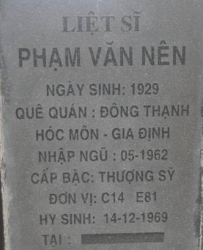 LIỆT SĨ
PHẠM VĂN NÊN
NGÀY SINH: 1929
QUÊ QUÁN : ĐÔNG THẠNH
HÓC MÔN - GIA ĐỊNH
NHẬP NGŨ : 05-1962
CẤP BẬC: THƯỢNG SỸ
ĐƠN VỊ: C14 E81
HY SINH: 14-12-1969
TẠI :